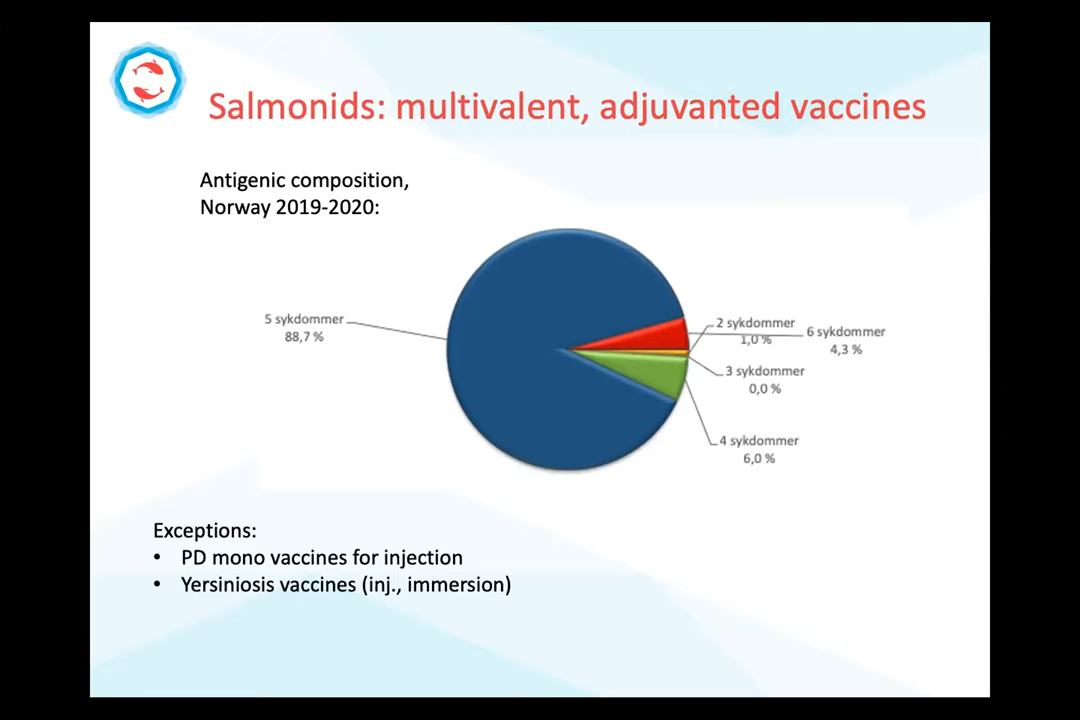 Salmonids: multivalent, adjuvanted vaccines
Antigenic composition,
Norway 2019-2020:
5 sykdommer
88,7 %
2 sykdommer
1,0 %
6 sykdommer
4,3 %
3 sykdommer
0,0 %
4 sykdommer
6,0 %
Exceptions:
• PD mono vaccines for injection
• Yersiniosis vaccines (inj., immersion)